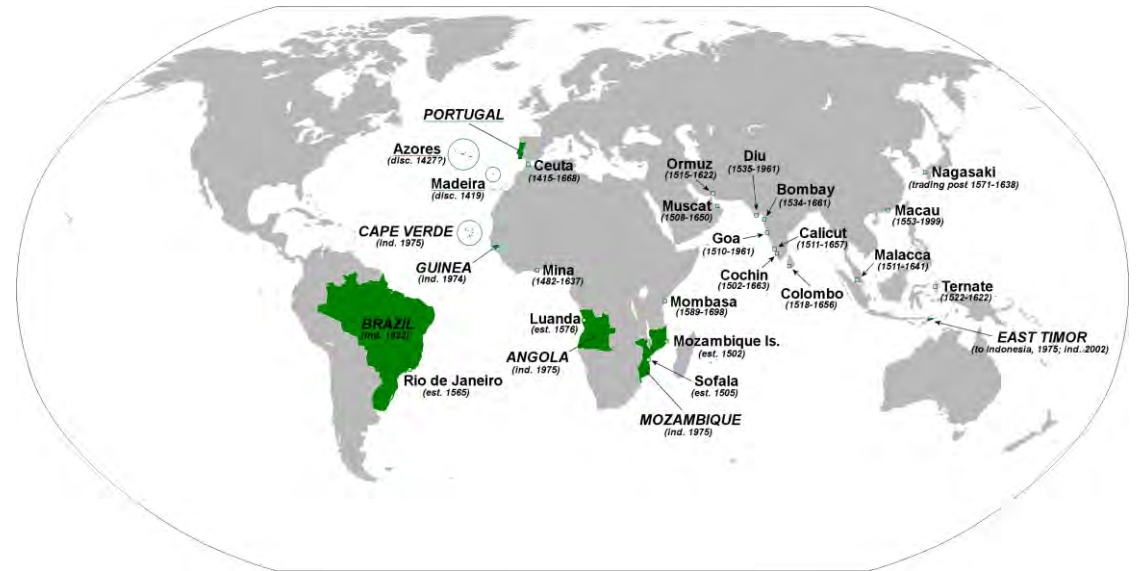 PORTUGAL
Azores
(disc. 1427?)
Madeira
(disc. 1419)
Ceuta
(1415-1668)
CAPE VERDE
(ind. 1975)
GUINEA
(ind. 1974)
Mina
(1482-1637)
BRAZIL
(ind. 1822)
Rio de Janeiro
(est. 1565)
Luanda
(est. 1576)
ANGOLA
(ind. 1975)
Mombasa
(1589-1698)
Mozambique Is.
(est. 1502)
Sofala
(est. 1505)
MOZAMBIQUE
(ind. 1975)
Ormuz
(1515-1622)
Muscat
(1508-1650)
Diu
(1535-1961)
Bombay
(1534-1661)
Goa
(1510-1961)
Calicut
(1511-1657)
Cochin
(1502-1663)
Colombo
(1518-1656)
Malacca
(1511-1641)
Macau
(1553-1999)
Nagasaki
(trading post 1571-1638)
Ternate
(1522-1622)
EAST TIMOR
(to indonesia, 1975; ind. 2002)